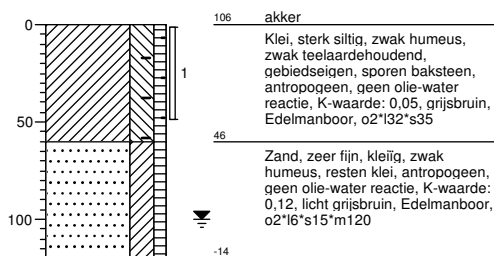 0
50
100
1
106 akker
Klei, sterk siltig, zwak humeus,
zwak teelaardehoudend,
gebiedseigen, sporen baksteen,
antropogeen, geen olie-water
reactie, K-waarde: 0,05, grijsbruin,
Edelmanboor, o2*l32*s35
46
Zand, zeer fijn, kleiïg, zwak
humeus, resten klei, antropogeen,
geen olie-water reactie, K-waarde:
0,12, licht grijsbruin, Edelmanboor,
o2*l6*s15*m120
-14